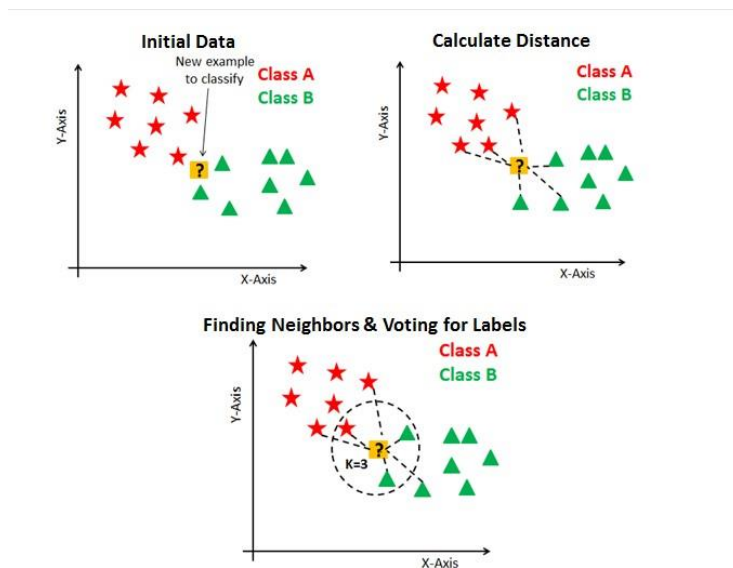 Initial Data
New example
to classify
Class A
Class B
Y-Axis
?
X-Axis
Calculate Distance
Class A
Class B
Y-Axis
?
X-Axis
Finding Neighbors & Voting for Labels
Class A
Class B
Y-Axis
?
K=3
X-Axis